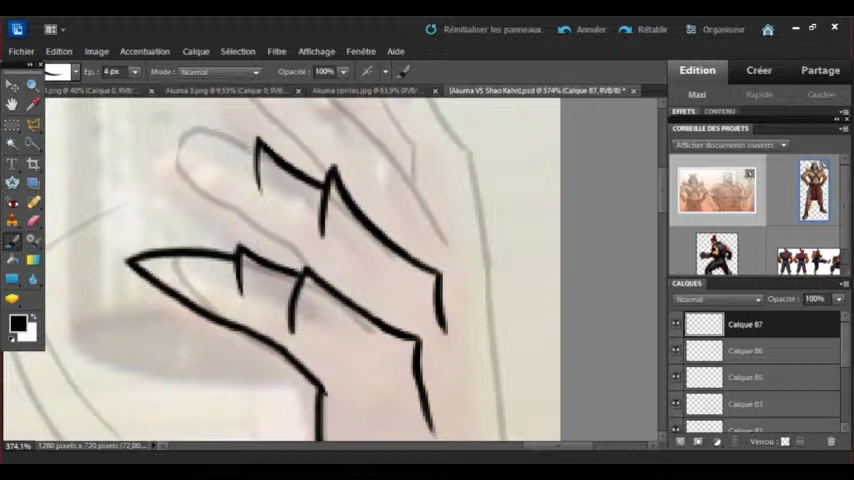 Réinitialiser les panneaux Annuler Rétablir Organiseur
Fichier Edition Image Accentuation Calque Sélection Filtre Affichage Fenêtre Aide
Ep.: 4 px Mode: Normal Opacité: 100%
Edition Créer Partage
.png @ 40% (Calque 0, RVB/ Akuma 3.png @ 9,53% (Calque 0, RVB/ Akuma sprites.jpg @ 63,9% (RVB/ [Akuma VS Shao Kahn].psd @ 374% (Calque 87, RVB/8) *
Maxi Rapide Guidée
EFFETS CONTENU
CORBEILLE DES PROJETS
Afficher documents ouverts
CALQUES
Normal Opacité: 100%
Calque 87
Calque 86
Calque 85
Calque 83
374,1% 1280 pixels x 720 pixels (72,00 Verrou: